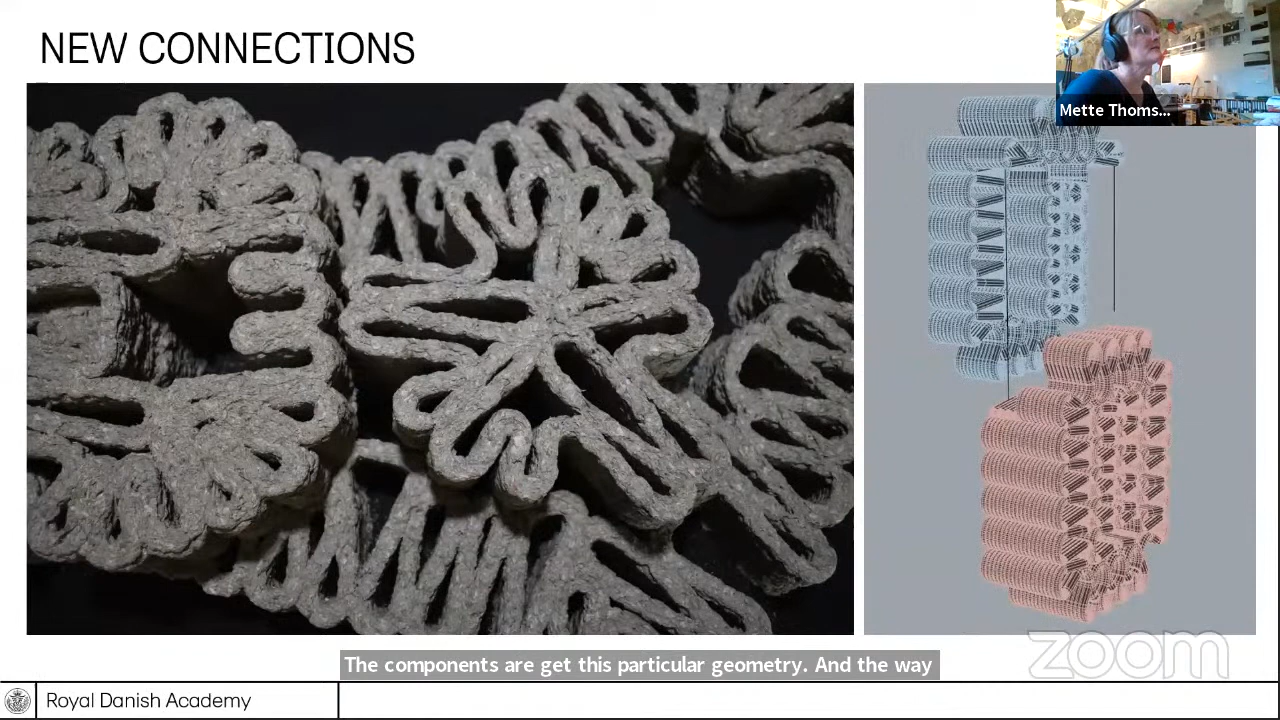 NEW CONNECTIONS
Mette Thoms...
The components are get this particular geometry. And the way
zoom
Royal Danish Academy